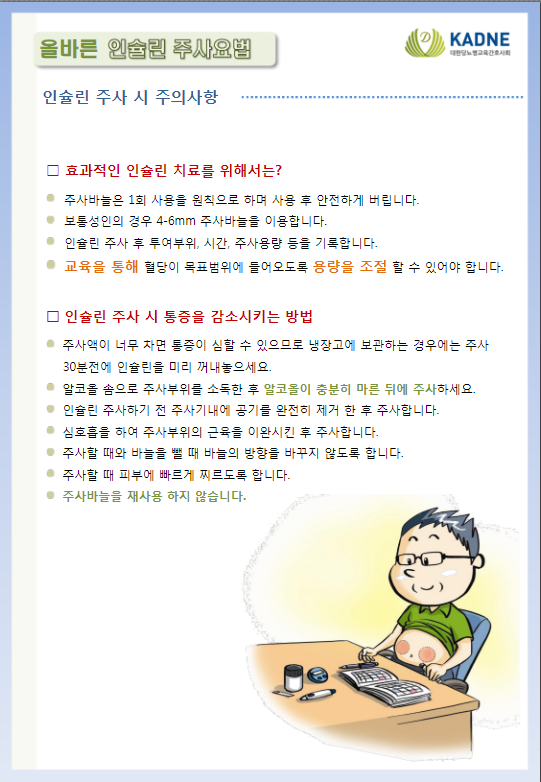 올바른 인슐린 주사요법
KADNE
대한당뇨병교육간호사회
인슐린 주사 시 주의사항
□ 효과적인 인슐린 치료를 위해서는?
주사바늘은 1회 사용을 원칙으로 하며 사용 후 안전하게 버립니다.
보통성인의 경우 4-6mm 주사바늘을 이용합니다.
인슐린 주사 후 투여부위, 시간, 주사용량 등을 기록합니다.
교육을 통해 혈당이 목표범위에 들어오도록 용량을 조절 할 수 있어야 합니다.
□ 인슐린 주사 시 통증을 감소시키는 방법
주사액이 너무 차면 통증이 심할 수 있으므로 냉장고에 보관하는 경우에는 주사
30분전에 인슐린을 미리 꺼내놓으세요.
알코올 솜으로 주사부위를 소독한 후 알코올이 충분히 마른 뒤에 주사하세요.
인슐린 주사하기 전 주사기내에 공기를 완전히 제거 한 후 주사합니다.
심호흡을 하여 주사부위의 근육을 이완시킨 후 주사합니다.
주사할 때와 바늘을 뺄 때 바늘의 방향을 바꾸지 않도록 합니다.
주사할 때 피부에 빠르게 찌르도록 합니다.
주사바늘을 재사용 하지 않습니다.